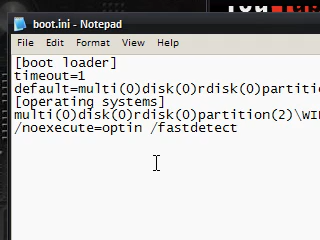 boot.ini - Notepad
File Edit Format View Help
[boot loader]
timeout=1
default=multi(0)disk(0)rdisk(0)partitio
[operating systems]
multi(0)disk(0)rdisk(0)partition(2)\WI
/noexecute=optin /fastdetect